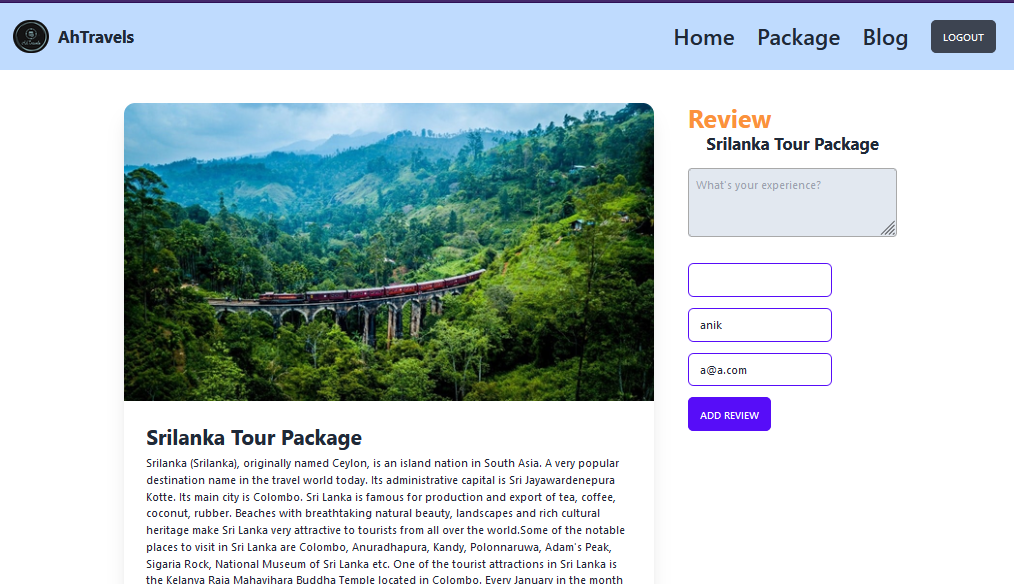 AhTravels
Home Package Blog LOGOUT
Review
Srilanka Tour Package
What's your experience?
anik
a@a.com
ADD REVIEW
Srilanka Tour Package
Srilanka (Srilanka), originally named Ceylon, is an island nation in South Asia. A very popular
destination name in the travel world today. Its administrative capital is Sri Jayawardenepura
Kotte. Its main city is Colombo. Sri Lanka is famous for production and export of tea, coffee,
coconut, rubber. Beaches with breathtaking natural beauty, landscapes and rich cultural
heritage make Sri Lanka very attractive to tourists from all over the world.Some of the notable
places to visit in Sri Lanka are Colombo, Anuradhapura, Kandy, Polonnaruwa, Adam's Peak,
Sigaria Rock, National Museum of Sri Lanka etc. One of the tourist attractions in Sri Lanka is
the Kelanya Raja Mahavihara Buddha Temple located in Colombo. Every January in the month